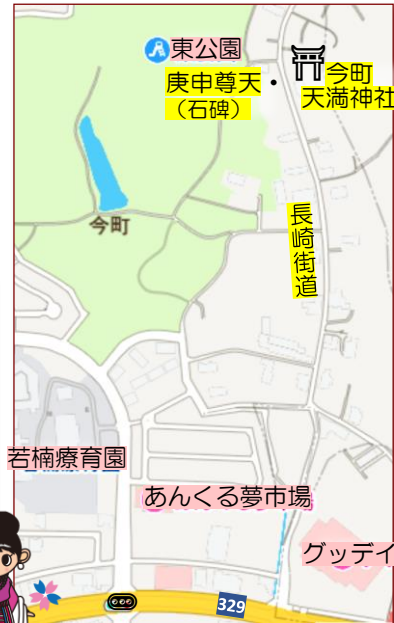 東公園
庚申尊天
（石碑）
今町
天満神社
今町
長崎街道
若楠療育園
あんくる夢市場
グッデイ
329